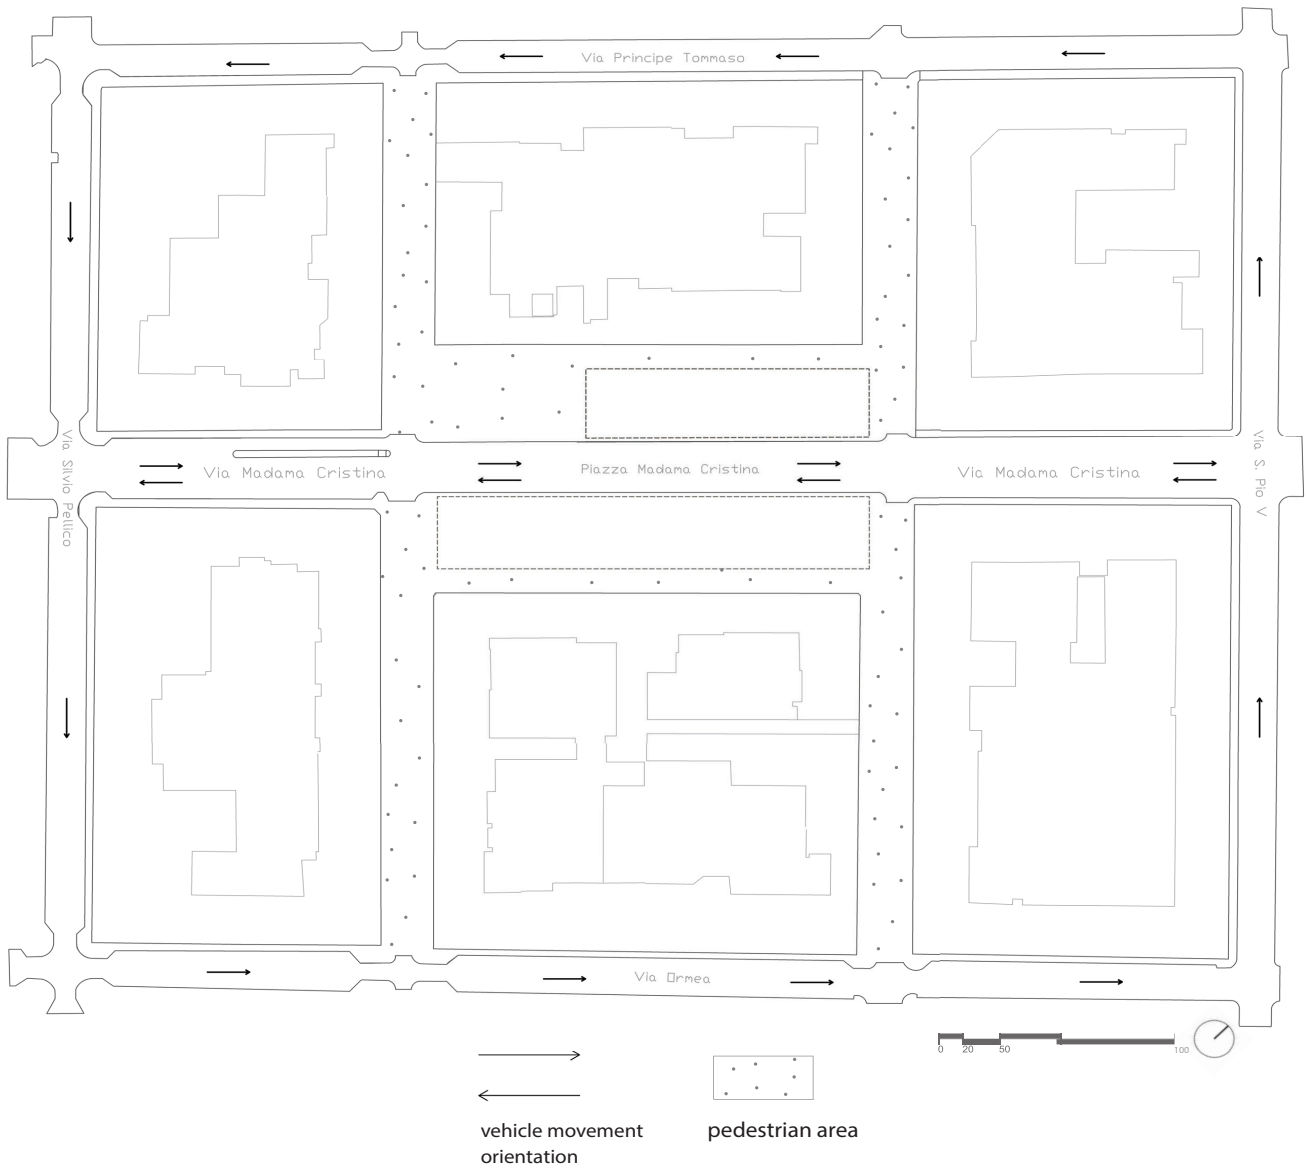 Via Principe Tommaso
Via Silvio Pellico
Via Madama Cristina
Piazza Madama Cristina
Via Madama Cristina
Via S. Pio V
Via Ormea
0 20 50 100
vehicle movement
orientation
pedestrian area